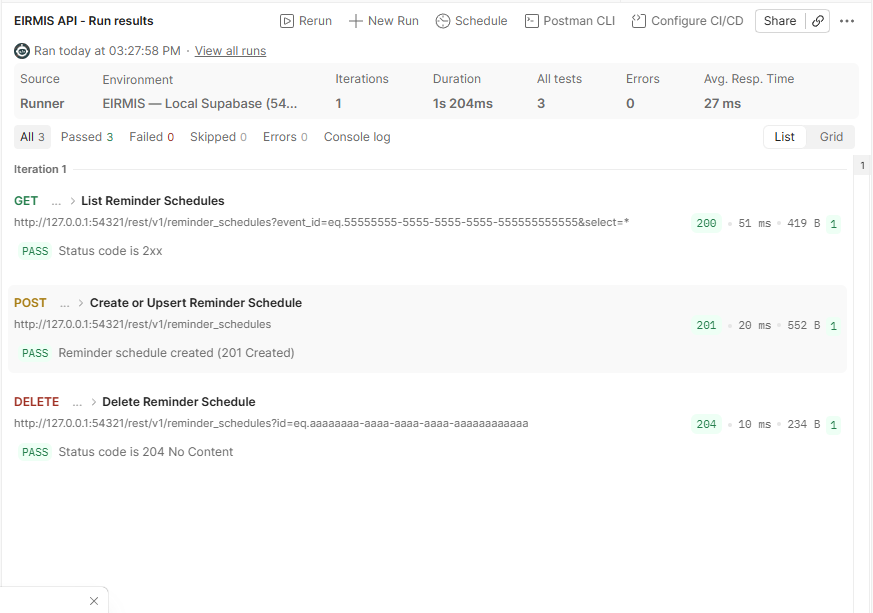 EIRMIS API - Run results
Rerun
New Run
Schedule
Postman CLI
Configure CI/CD
Share
Ran today at 03:27:58 PM · View all runs
Source Environment Iterations Duration All tests Errors Avg. Resp. Time
Runner EIRMIS — Local Supabase (54... 1 1s 204ms 3 0 27 ms
All 3 Passed 3 Failed 0 Skipped 0 Errors 0 Console log List Grid
Iteration 1
1
GET ... > List Reminder Schedules
http://127.0.0.1:54321/rest/v1/reminder_schedules?event_id=eq.55555555-5555-5555-5555-555555555555&select=* 200 • 51 ms • 419 B 1
PASS Status code is 2xx
POST ... > Create or Upsert Reminder Schedule
http://127.0.0.1:54321/rest/v1/reminder_schedules 201 • 20 ms • 552 B 1
PASS Reminder schedule created (201 Created)
DELETE ... > Delete Reminder Schedule
http://127.0.0.1:54321/rest/v1/reminder_schedules?id=eq.aaaaaaaa-aaaa-aaaa-aaaa-aaaaaaaaaaaa 204 • 10 ms • 234 B 1
PASS Status code is 204 No Content